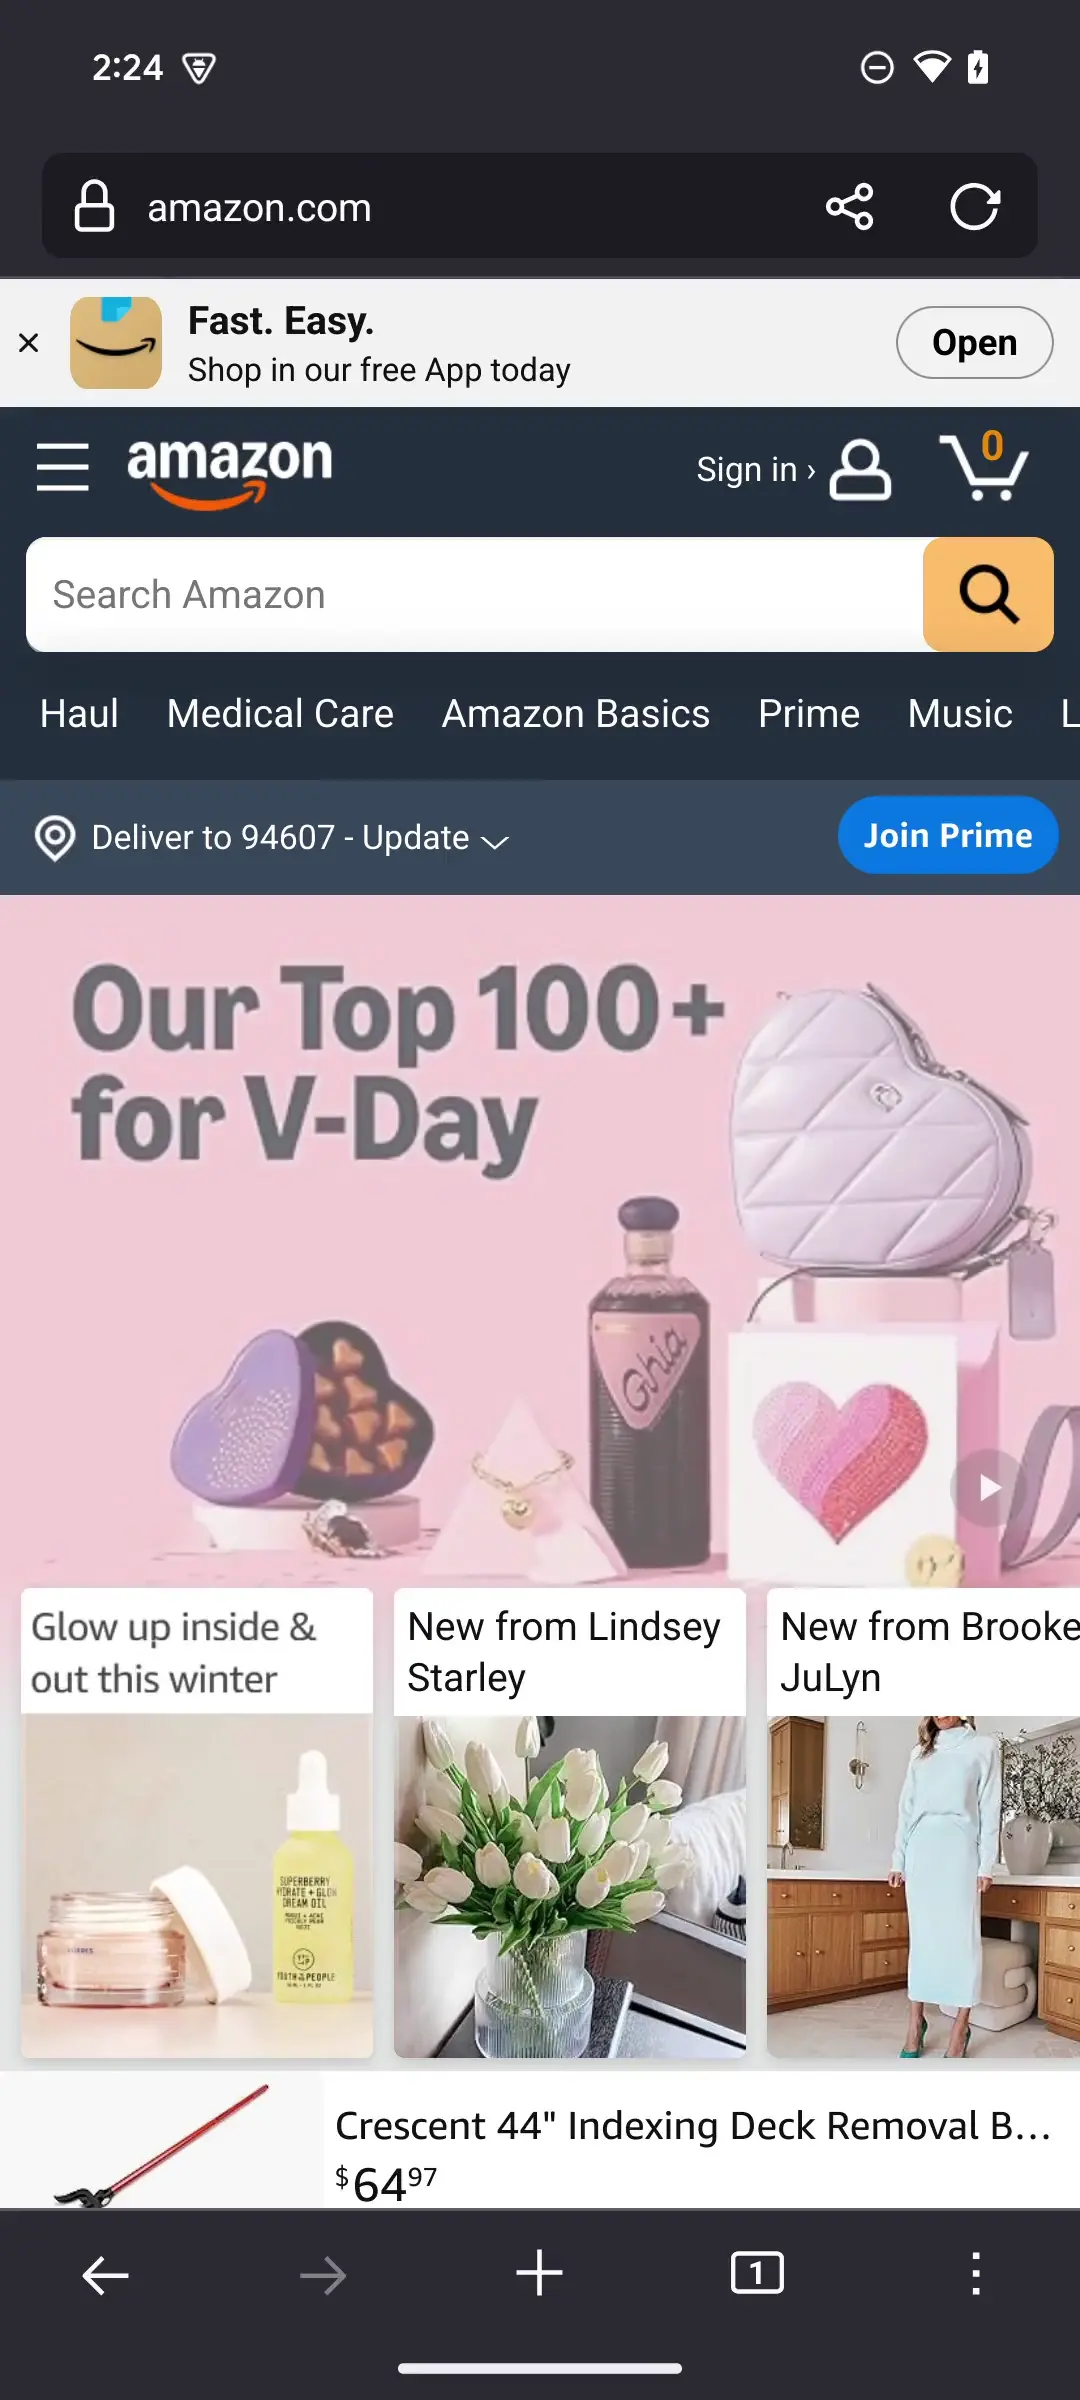 2:24
amazon.com
Fast. Easy.
Shop in our free App today
Open
amazon
Sign in ›
0
Search Amazon
Haul Medical Care Amazon Basics Prime Music L
Deliver to 94607 - Update
Join Prime
Our Top 100+
for V-Day
Ghia
Glow up inside &
out this winter
New from Lindsey
Starley
New from Brooke
JuLyn
SUPERBERRY
HYDRATE + GLOW
DREAM OIL
YOUTH TO THE PEOPLE
Crescent 44" Indexing Deck Removal B...
$64 97
1